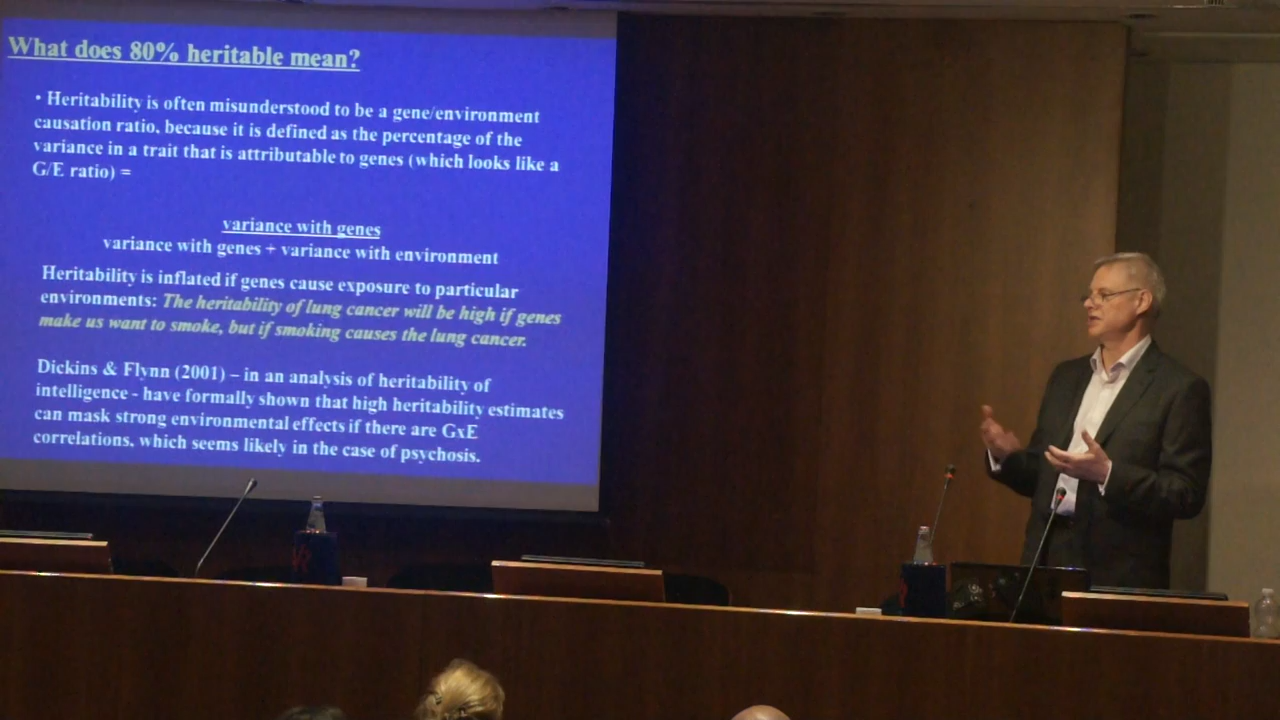 What does 80% heritable mean?
• Heritability is often misunderstood to be a gene/environment
causation ratio, because it is defined as the percentage of the
variance in a trait that is attributable to genes (which looks like a
G/E ratio) =
variance with genes
variance with genes + variance with environment
Heritability is inflated if genes cause exposure to particular
environments: The heritability of lung cancer will be high if genes
make us want to smoke, but if smoking causes the lung cancer.
Dickins & Flynn (2001) – in an analysis of heritability of
intelligence - have formally shown that high heritability estimates
can mask strong environmental effects if there are GxE
correlations, which seems likely in the case of psychosis.